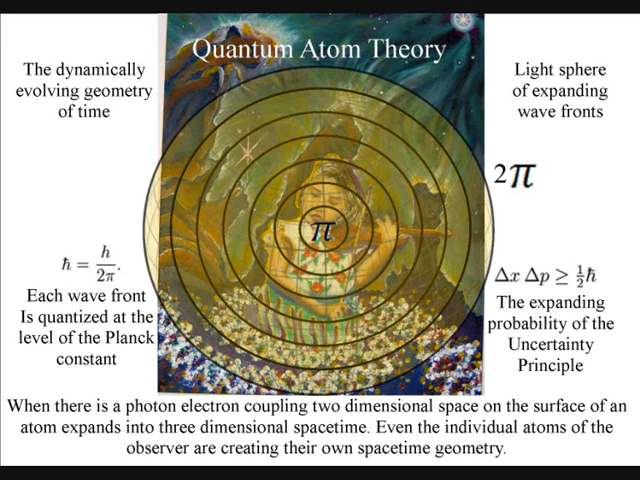 Quantum Atom Theory
The dynamically
evolving geometry
of time
Light sphere
of expanding
wave fronts
2π
π
ħ = h/2π.
Each wave front
Is quantized at the
level of the Planck
constant
Δx Δp ≥ ½ħ
The expanding
probability of the
Uncertainty
Principle
When there is a photon electron coupling two dimensional space on the surface of an
atom expands into three dimensional spacetime. Even the individual atoms of the
observer are creating their own spacetime geometry.